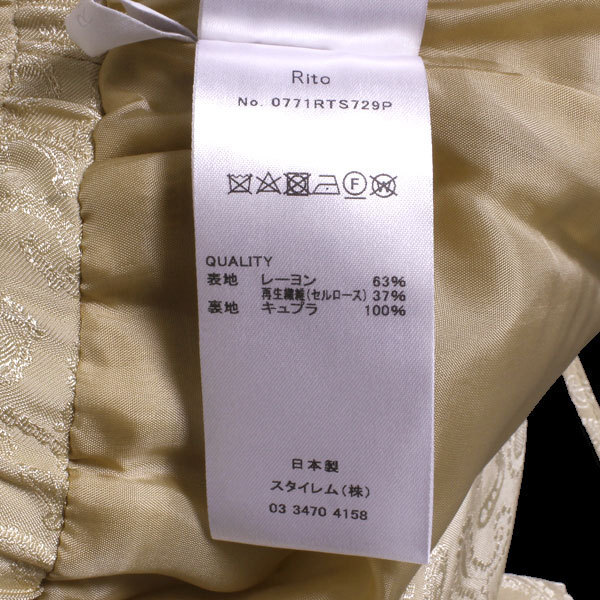 Rito
No. 0771RTS729P
QUALITY
表地 レーヨン 63%
再生繊維(セルローズ) 37%
裏地 キュプラ 100%
日本製
スタイレム(株)
03 3470 4158